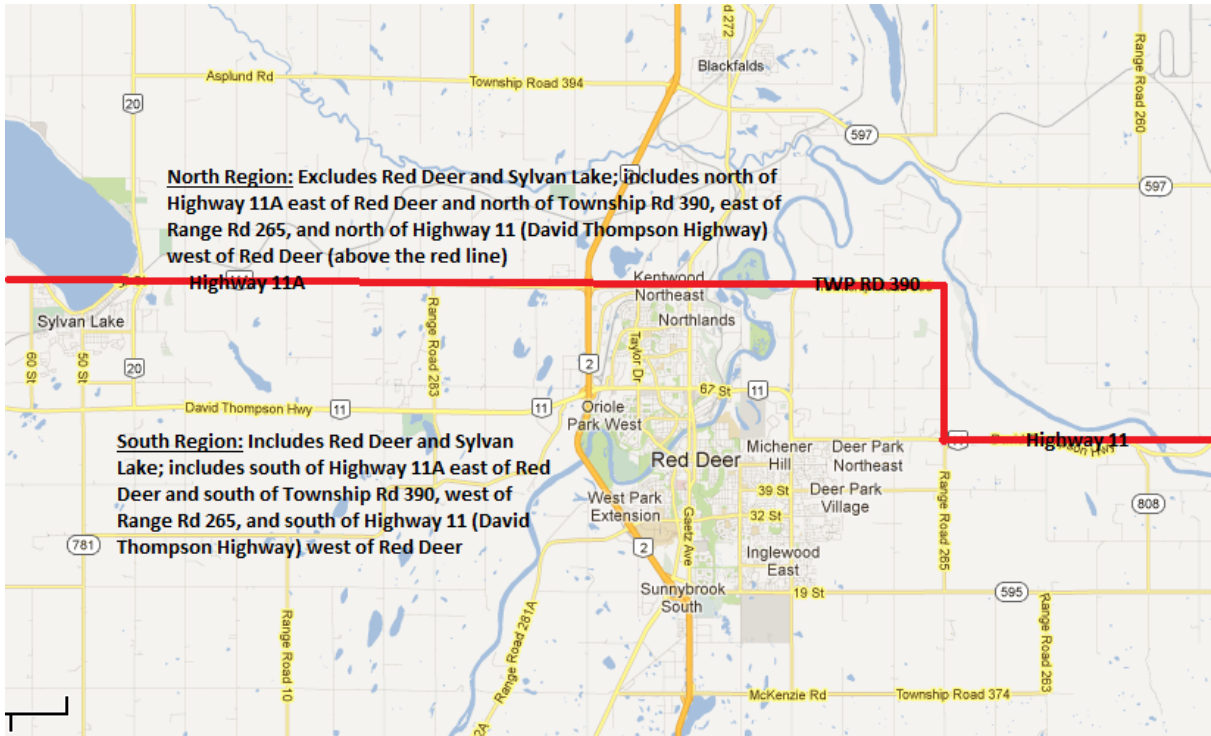 d
272
Blackfalds
Asplund Rd
Township Road 394
20
597
Range Road 260
597
North Region: Excludes Red Deer and Sylvan Lake; includes north of
Highway 11A east of Red Deer and north of Township Rd 390, east of
Range Rd 265, and north of Highway 11 (David Thompson Highway)
west of Red Deer (above the red line)
Highway 11A
Kentwood
Northeast
TWP RD 390
Sylvan Lake
Northlands
Range Road 283
Taylor Dr
60 St
50 St
20
2
67 St
11
David Thompson Hwy
11
11
Oriole
Park West
South Region: Includes Red Deer and Sylvan
Lake; includes south of Highway 11A east of Red
Deer and south of Township Rd 390, west of
Range Rd 265, and south of Highway 11 (David
Thompson Highway) west of Red Deer
Michener
Hill
Deer Park
Northeast
Highway 11
Red Deer
39 St
Deer Park
Village
West Park
Extension
32 St
Gaetz Ave
Range Road 265
808
781
2
Inglewood
East
Sunnybrook
South
19 St
595
Range Road 10
Range Road 281A
Range Road 263
McKenzie Rd
Township Road 374
2A